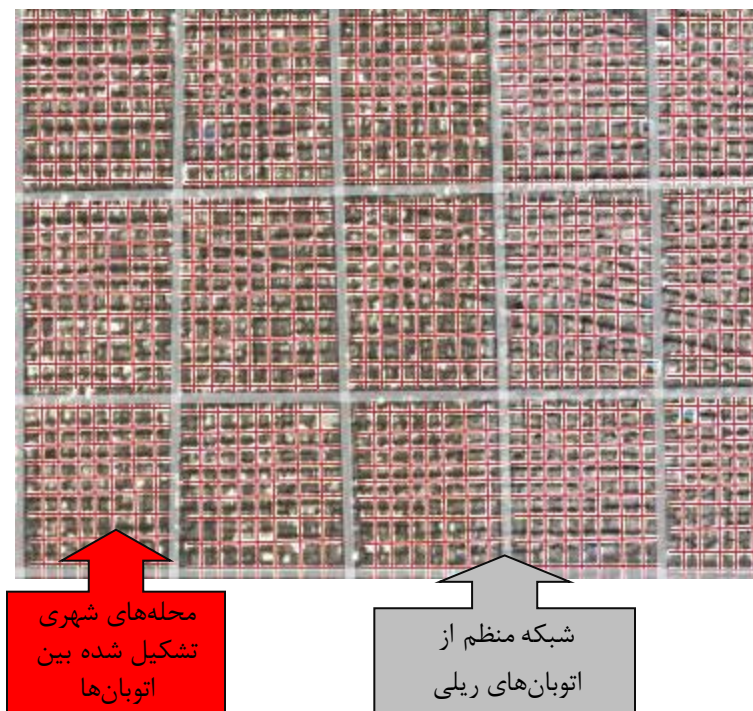 محله‌های شهری
تشکیل شده بین
اتوبان‌ها
شبکه منظم از
اتوبان‌های ریلی